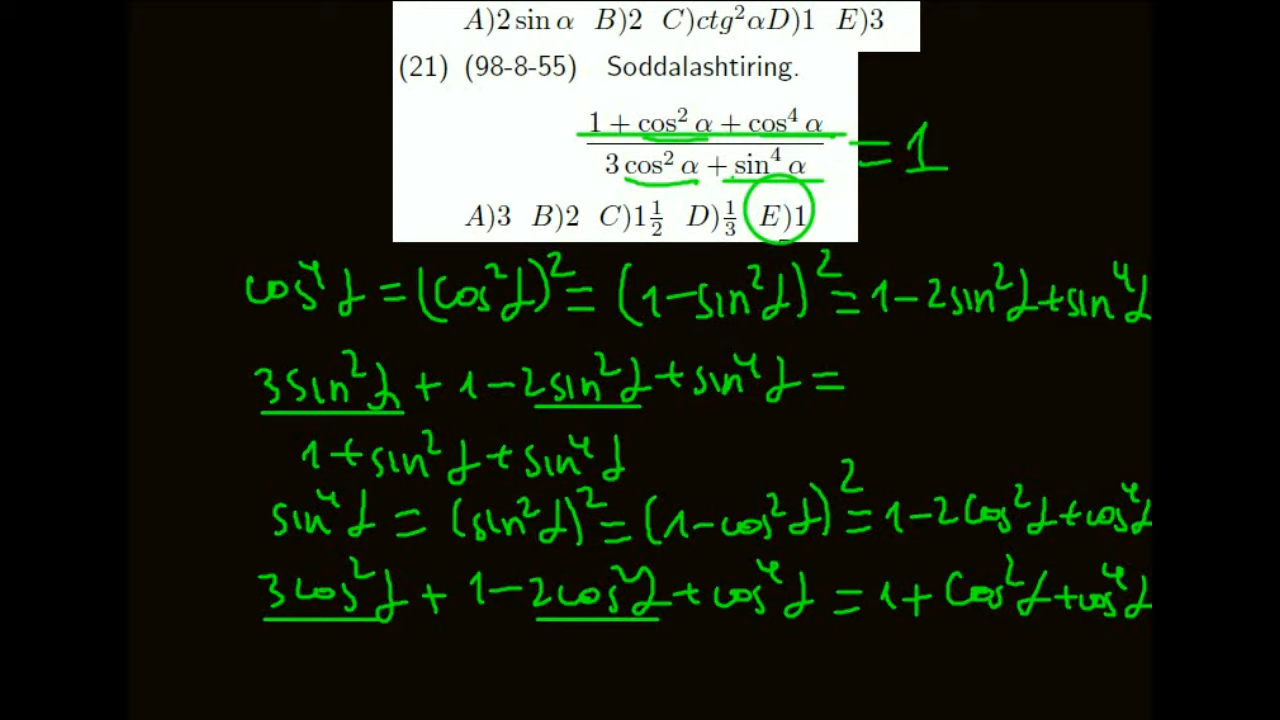 A)2 sin α B)2 C)ctg²αD)1 E)3
(21) (98-8-55) Soddalashtiring.
1 + cos² α + cos⁴ α
3 cos² α + sin⁴ α
= 1
A)3 B)2 C)1½ D)⅓ E)1
cos⁴α = (cos²α)² = (1-sin²α)² = 1-2sin²α+sin⁴α
3sin²α + 1-2sin²α+sin⁴α =
1+sin²α+sin⁴α
sin⁴α = (sin²α)² = (1-cos²α)² = 1-2cos²α+cos⁴α
3cos²α + 1-2cos²α+cos⁴α = 1+cos²α+cos⁴α